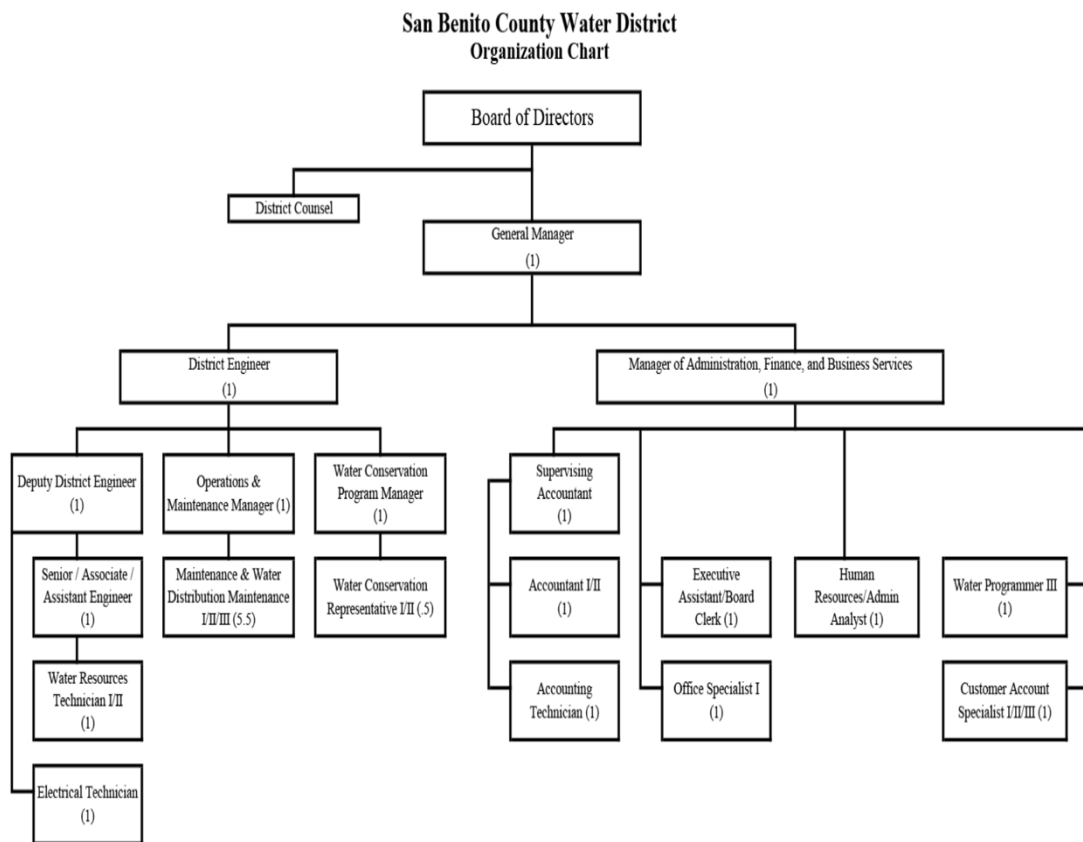 San Benito County Water District
Organization Chart
Board of Directors
District Counsel
General Manager
(1)
District Engineer
(1)
Manager of Administration, Finance, and Business Services
(1)
Deputy District Engineer
(1)
Operations &
Maintenance Manager (1)
Water Conservation
Program Manager
(1)
Supervising
Accountant
(1)
Senior / Associate /
Assistant Engineer
(1)
Maintenance & Water
Distribution Maintenance
I/II/III (5.5)
Water Conservation
Representative I/II (.5)
Accountant I/II
(1)
Executive
Assistant/Board
Clerk (1)
Human
Resources/Admin
Analyst (1)
Water Programmer III
(1)
Water Resources
Technician I/II
(1)
Accounting
Technician (1)
Office Specialist I
(1)
Customer Account
Specialist I/II/III (1)
Electrical Technician
(1)